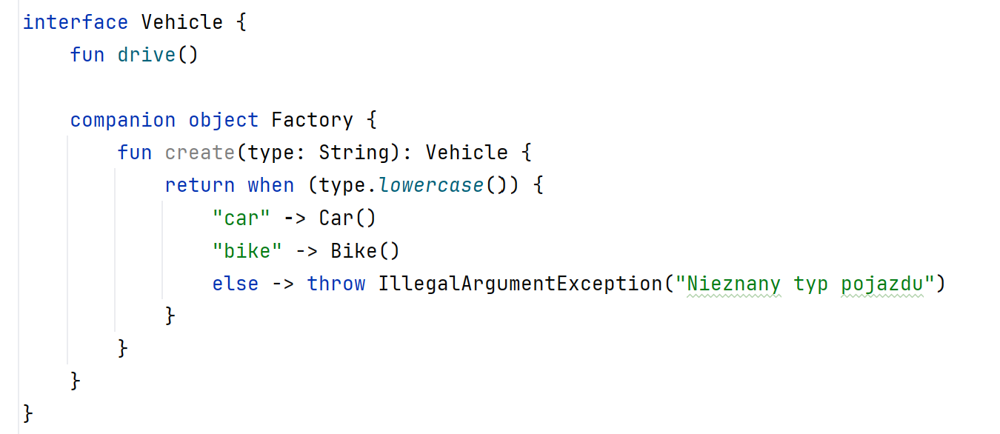 interface Vehicle {
    fun drive()
    companion object Factory {
        fun create(type: String): Vehicle {
            return when (type.lowercase()) {
                "car" -> Car()
                "bike" -> Bike()
                else -> throw IllegalArgumentException("Nieznany typ pojazdu")
            }
        }
    }
}